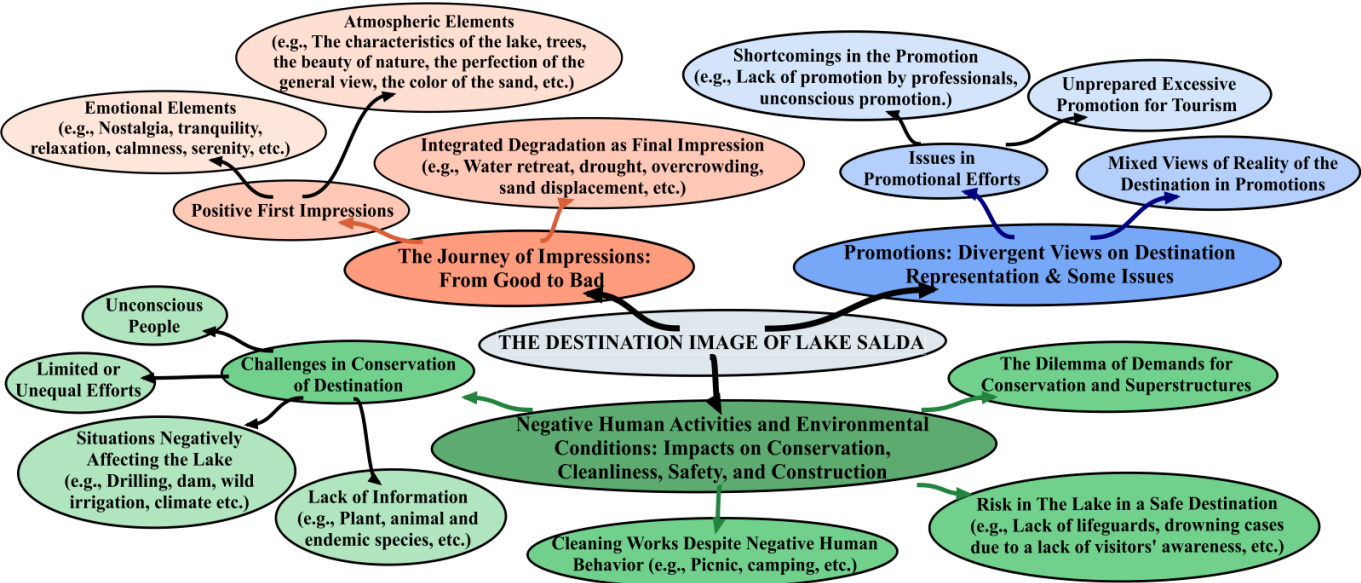 Atmospheric Elements
(e.g., The characteristics of the lake, trees,
the beauty of nature, the perfection of the
general view, the color of the sand, etc.)
Emotional Elements
(e.g., Nostalgia, tranquility,
relaxation, calmness, serenity, etc.)
Positive First Impressions
Integrated Degradation as Final Impression
(e.g., Water retreat, drought, overcrowding,
sand displacement, etc.)
The Journey of Impressions:
From Good to Bad
Shortcomings in the Promotion
(e.g., Lack of promotion by professionals,
unconscious promotion.)
Unprepared Excessive
Promotion for Tourism
Issues in
Promotional Efforts
Mixed Views of Reality of the
Destination in Promotions
Promotions: Divergent Views on Destination
Representation & Some Issues
THE DESTINATION IMAGE OF LAKE SALDA
Unconscious
People
Limited or
Unequal Efforts
Challenges in Conservation
of Destination
Situations Negatively
Affecting the Lake
(e.g., Drilling, dam, wild
irrigation, climate etc.)
Lack of Information
(e.g., Plant, animal and
endemic species, etc.)
Negative Human Activities and Environmental
Conditions: Impacts on Conservation,
Cleanliness, Safety, and Construction
The Dilemma of Demands for
Conservation and Superstructures
Cleaning Works Despite Negative Human
Behavior (e.g., Picnic, camping, etc.)
Risk in The Lake in a Safe Destination
(e.g., Lack of lifeguards, drowning cases
due to a lack of visitors' awareness, etc.)